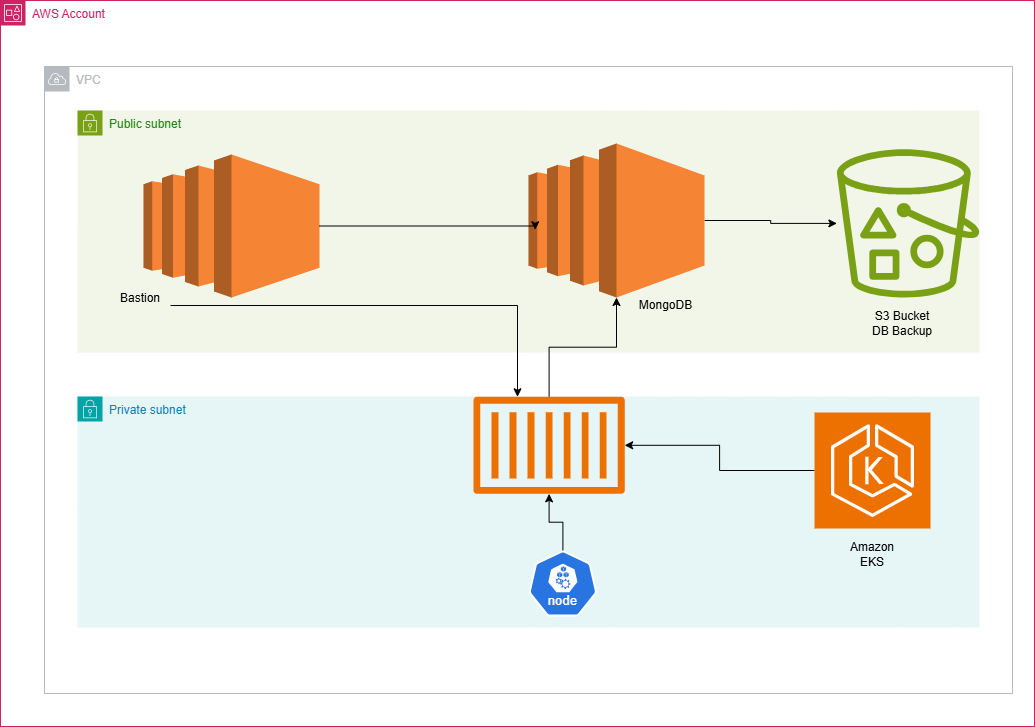 AWS Account
VPC
Public subnet
Bastion
MongoDB
S3 Bucket
DB Backup
Private subnet
K
Amazon
EKS
node